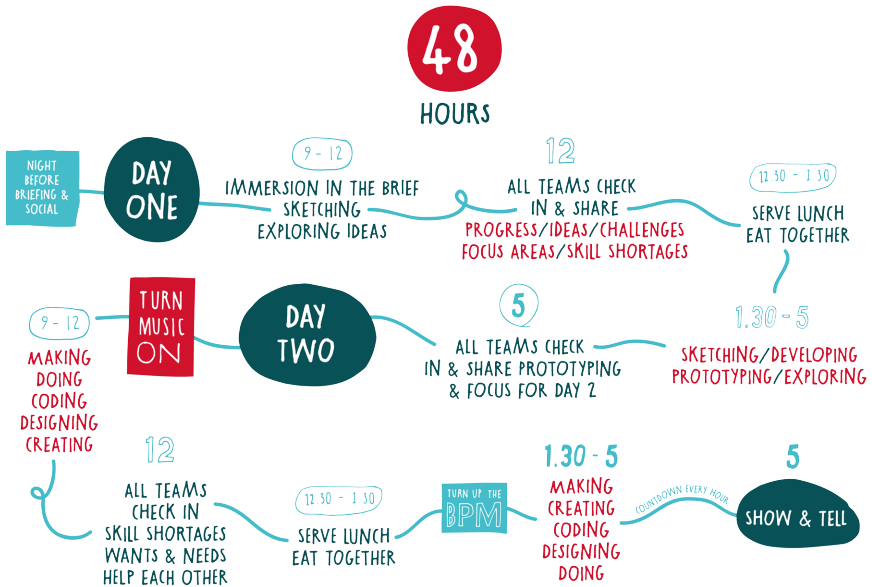 48
HOURS
NIGHT
BEFORE
BRIEFING &
SOCIAL
DAY
ONE
9 - 12
IMMERSION IN THE BRIEF
SKETCHING
EXPLORING IDEAS
12
ALL TEAMS CHECK
IN & SHARE
PROGRESS/IDEAS/CHALLENGES
FOCUS AREAS/SKILL SHORTAGES
12 30 - 1 30
SERVE LUNCH
EAT TOGETHER
1.30 - 5
SKETCHING/DEVELOPING
PROTOTYPING/EXPLORING
5
ALL TEAMS CHECK
IN & SHARE PROTOTYPING
& FOCUS FOR DAY 2
DAY
TWO
TURN
MUSIC
ON
9 - 12
MAKING
DOING
CODING
DESIGNING
CREATING
12
ALL TEAMS
CHECK IN
SKILL SHORTAGES
WANTS & NEEDS
HELP EACH OTHER
12 30 - 1 30
SERVE LUNCH
EAT TOGETHER
TURN UP THE
BPM
1.30 - 5
MAKING
CREATING
CODING
DESIGNING
DOING
COUNTDOWN EVERY HOUR
5
SHOW & TELL